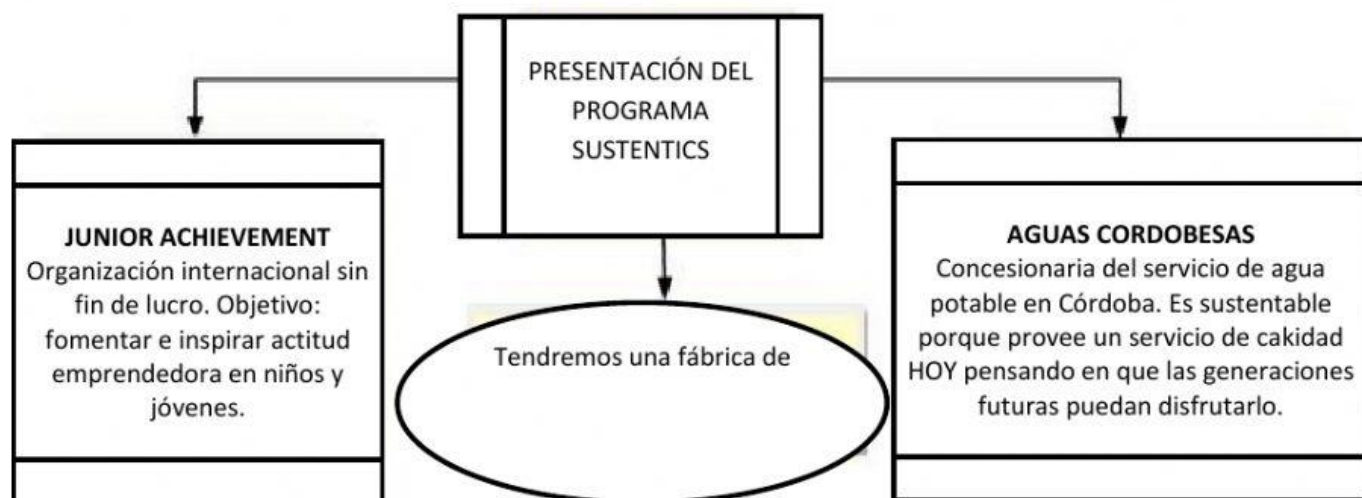 PRESENTACIÓN DEL
PROGRAMA
SUSTENTICS
JUNIOR ACHIEVEMENT
Organización internacional sin
fin de lucro. Objetivo:
fomentar e inspirar actitud
emprendedora en niños y
jóvenes.
Tendremos una fábrica de
AGUAS CORDOBESAS
Concesionaria del servicio de agua
potable en Córdoba. Es sustentable
porque provee un servicio de cakidad
HOY pensando en que las generaciones
futuras puedan disfrutarlo.